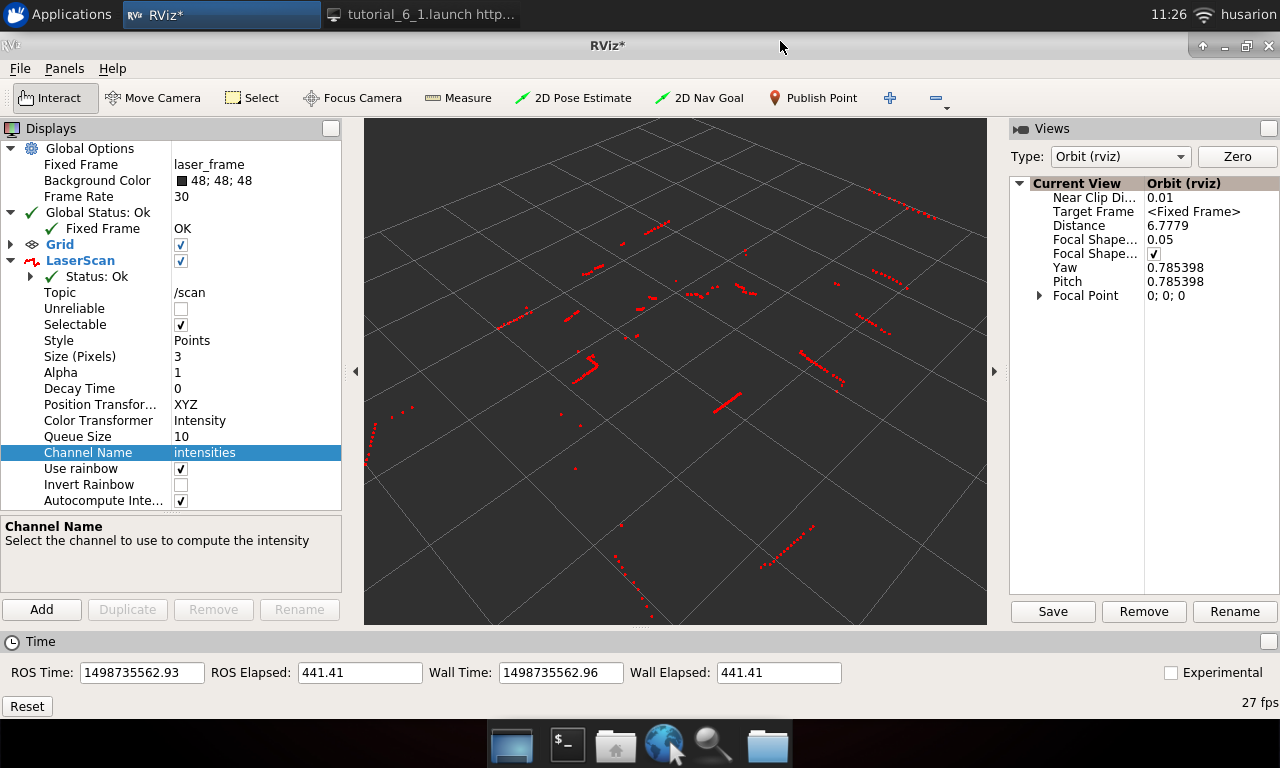 Applications RViz RViz* tutorial_6_1.launch http... 11:26 husarion
RViz RViz*
File Panels Help
Interact Move Camera Select Focus Camera Measure 2D Pose Estimate 2D Nav Goal Publish Point
Displays
Global Options
Fixed Frame laser_frame
Background Color 48; 48; 48
Frame Rate 30
Global Status: Ok
Fixed Frame OK
Grid
LaserScan
Status: Ok
Topic /scan
Unreliable
Selectable
Style Points
Size (Pixels) 3
Alpha 1
Decay Time 0
Position Transfor... XYZ
Color Transformer Intensity
Queue Size 10
Channel Name intensities
Use rainbow
Invert Rainbow
Autocompute Inte...
Channel Name
Select the channel to use to compute the intensity
Add Duplicate Remove Rename
Views
Type: Orbit (rviz) Zero
Current View Orbit (rviz)
Near Clip Di... 0.01
Target Frame <Fixed Frame>
Distance 6.7779
Focal Shape... 0.05
Focal Shape...
Yaw 0.785398
Pitch 0.785398
Focal Point 0; 0; 0
Save Remove Rename
Time
ROS Time: 1498735562.93 ROS Elapsed: 441.41 Wall Time: 1498735562.96 Wall Elapsed: 441.41 Experimental
Reset 27 fps
$_